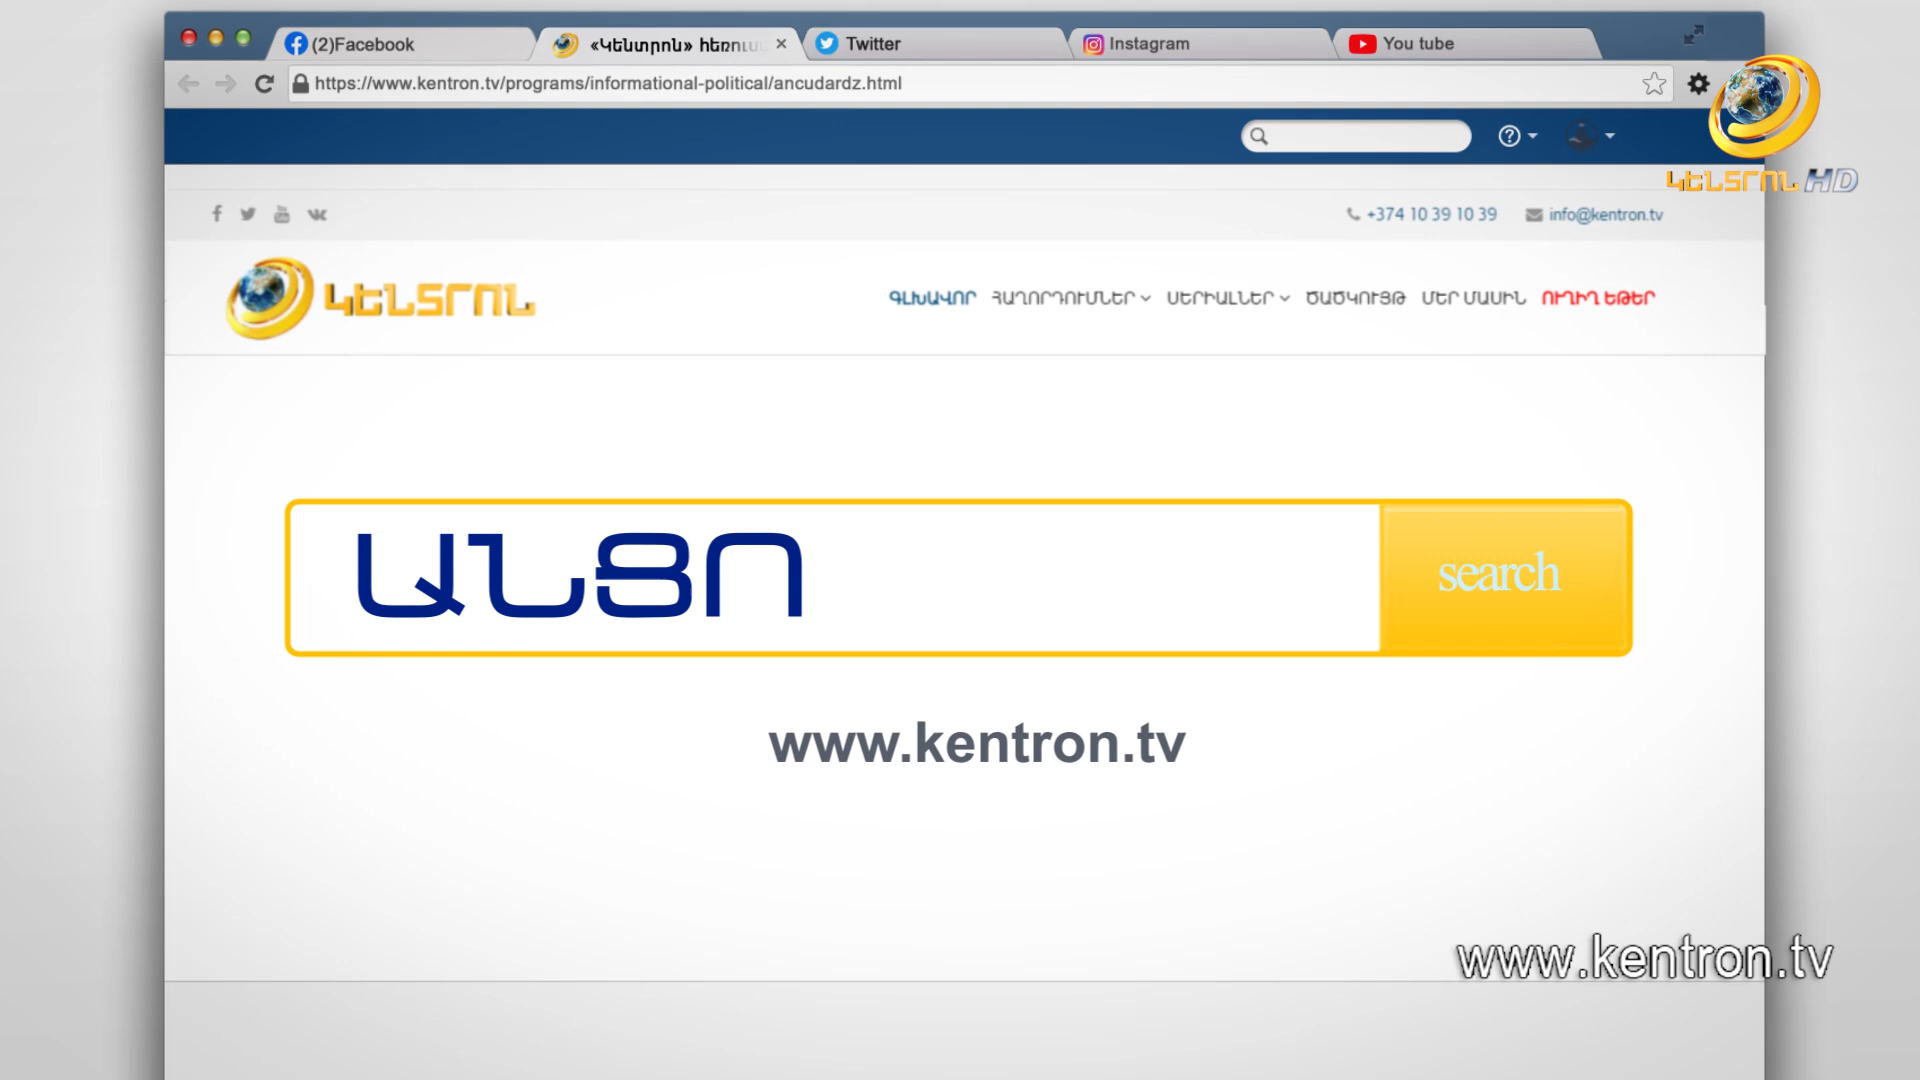 (2)Facebook
«Կենտրոն» հեռուս
Twitter
Instagram
You tube
https://www.kentron.tv/programs/informational-political/ancudardz.html
ԿԵՆՏՐՈՆ HD
+374 10 39 10 39
info@kentron.tv
ԿԵՆՏՐՈՆ
ԳԼԽԱՎՈՐ ՀԱՂՈՐԴՈՒՄՆԵՐ ՍԵՐԻԱԼՆԵՐ ԾԱԾԿՈՒՅԹ ՄԵՐ ՄԱՍԻՆ ՈՒՂԻՂ ԵԹԵՐ
ԱՆՑՈ
search
www.kentron.tv
www.kentron.tv